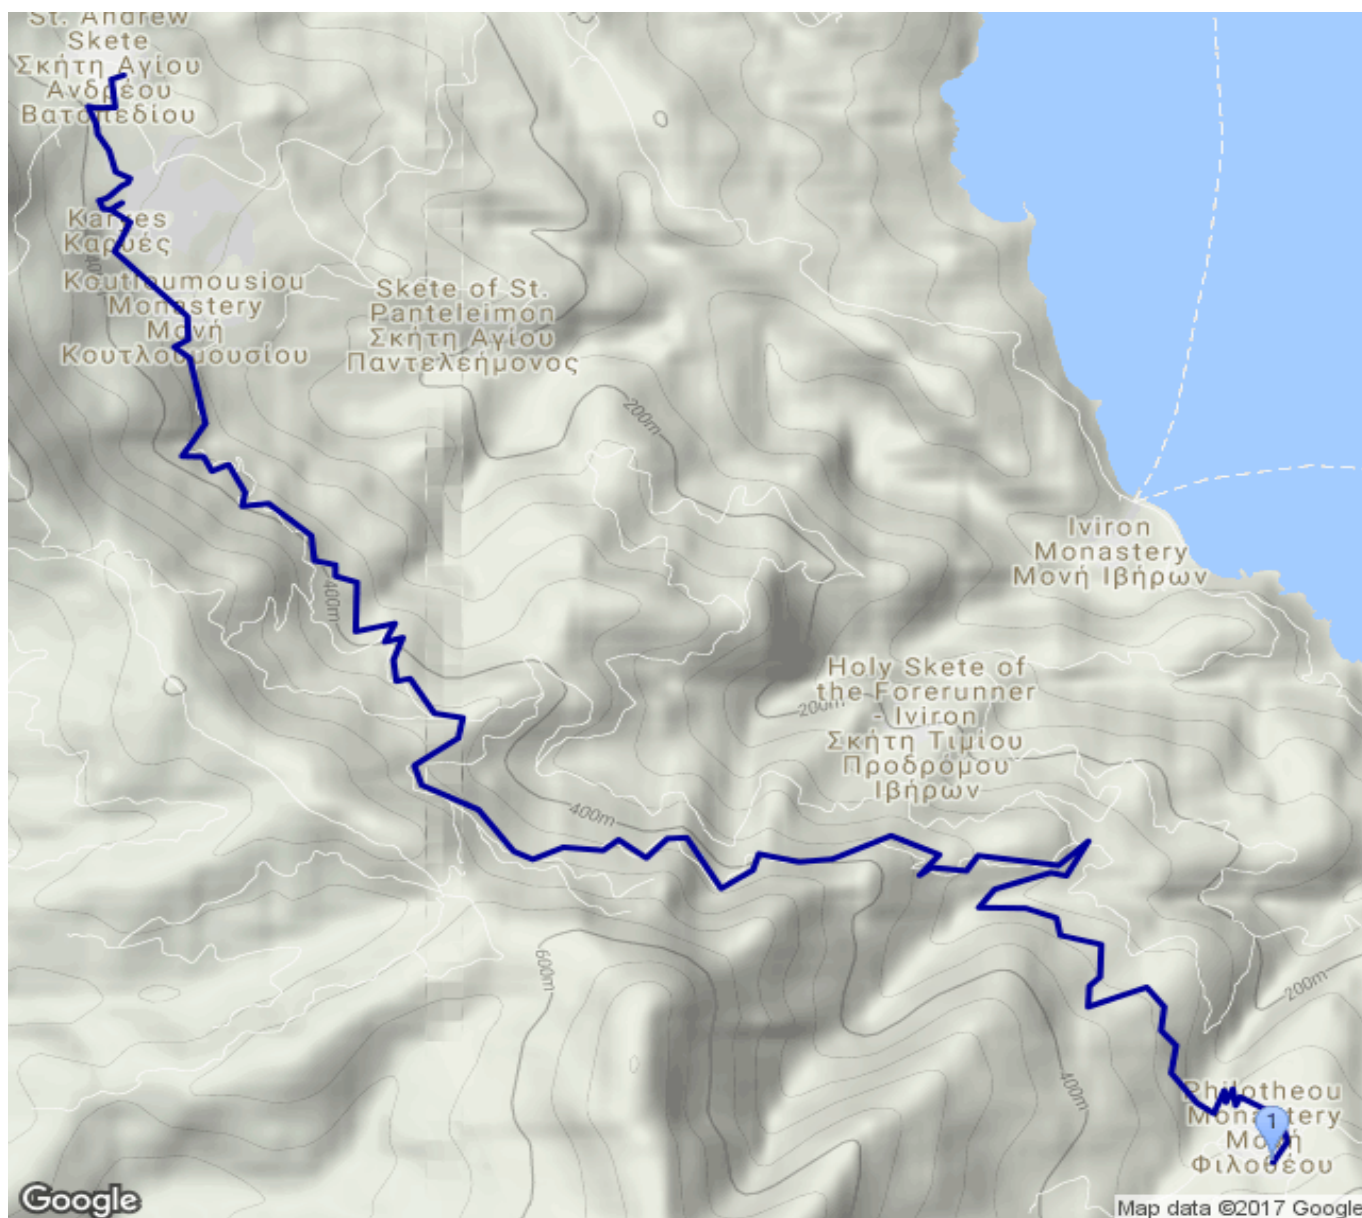 St. Andrew
Skete
Σκήτη Αγίου
Ανδρέου
Βατοπεδίου
Karyes
Καρυές
Koutloumousiou
Monastery
Μονή
Κουτλουμουσίου
Skete of St.
Panteleimon
Σκήτη Αγίου
Παντελεήμονος
200m
Iviron
Monastery
Μονή Ιβήρων
400m
Holy Skete of
the Forerunner
- Iviron
Σκήτη Τιμίου
Προδρόμου
Ιβήρων
200m
400m
600m
200m
400m
Philotheou
Monastery
Μονή
Φιλοθέου
1
Google
Map data ©2017 Google